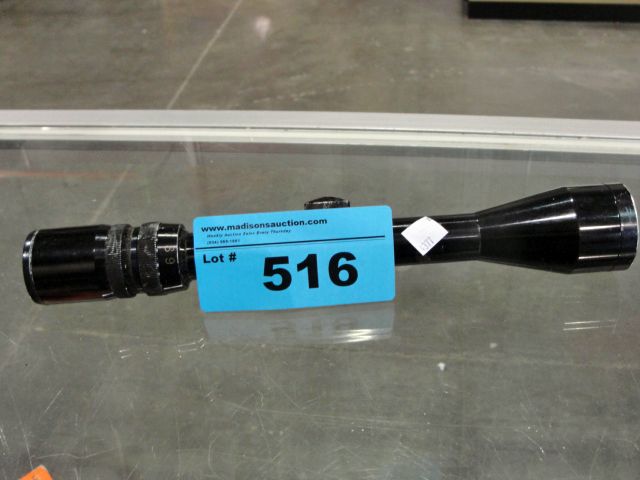 www.madisonsauction.com
Weekly Auction Sales Every Thursday
Lot #
516